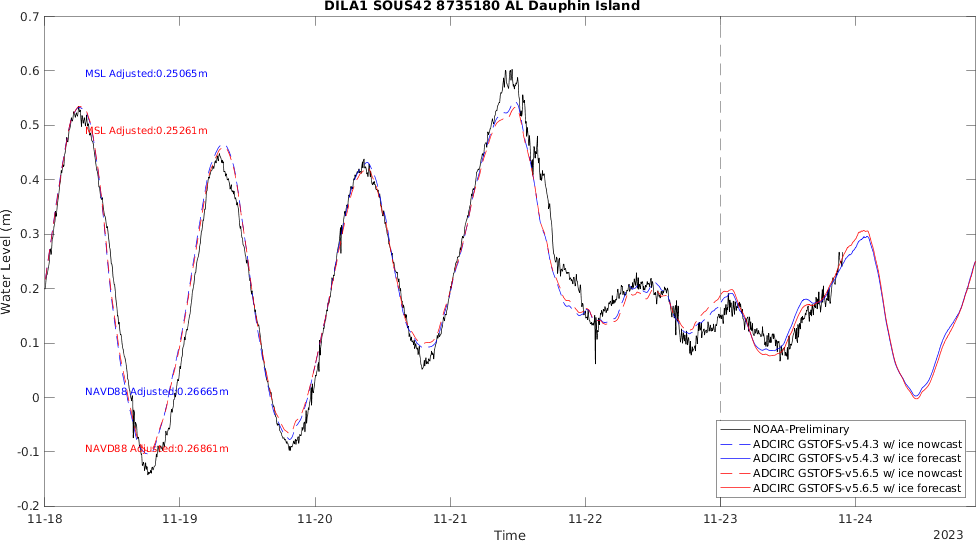 DILA1 SOUS42 8735180 AL Dauphin Island
Water Level (m)
0.7
0.6
0.5
0.4
0.3
0.2
0.1
0
-0.1
-0.2
MSL Adjusted:0.25065m
MSL Adjusted:0.25261m
NAVD88 Adjusted:0.26665m
NAVD88 Adjusted:0.26861m
NOAA-Preliminary
ADCIRC GSTOFS-v5.4.3 w/ ice nowcast
ADCIRC GSTOFS-v5.4.3 w/ ice forecast
ADCIRC GSTOFS-v5.6.5 w/ ice nowcast
ADCIRC GSTOFS-v5.6.5 w/ ice forecast
11-18 11-19 11-20 11-21 11-22 11-23 11-24
Time
2023